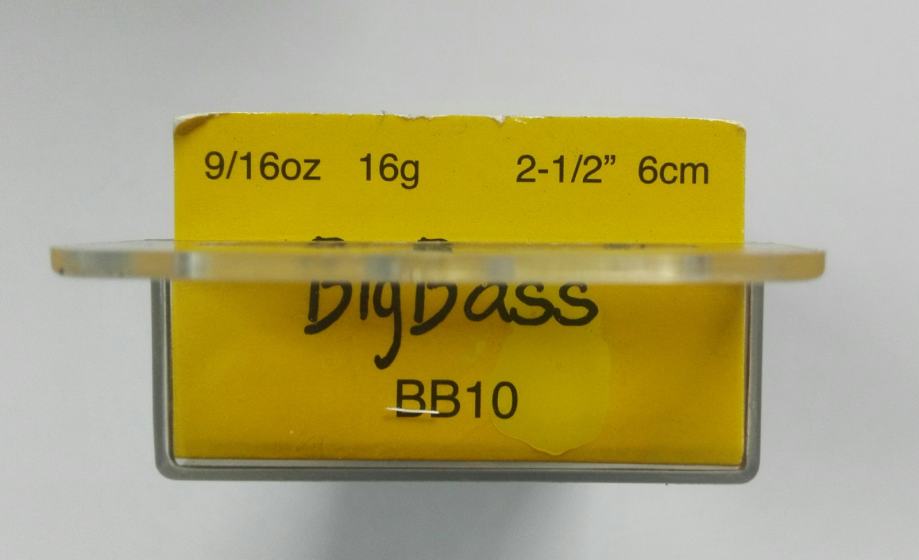 9/16oz 16g 2-1/2” 6cm
BigBass
BB10